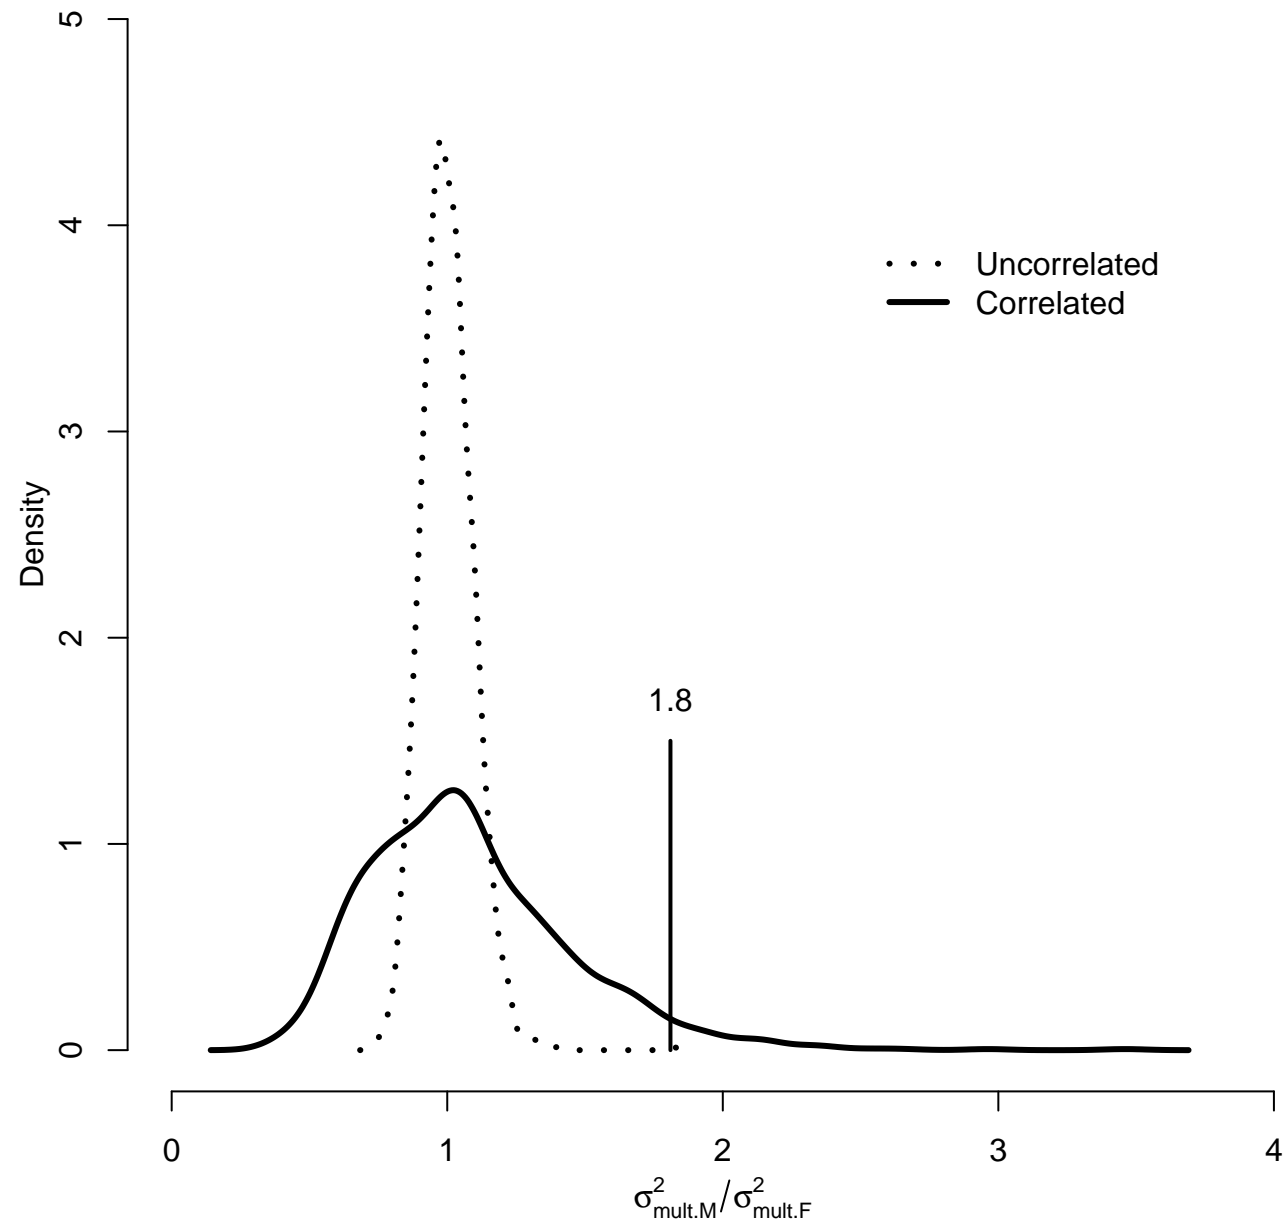 5
4
3
2
1
0
Density
Uncorrelated
Correlated
1.8
0 1 2 3 4
σ²mult.M/σ²mult.F